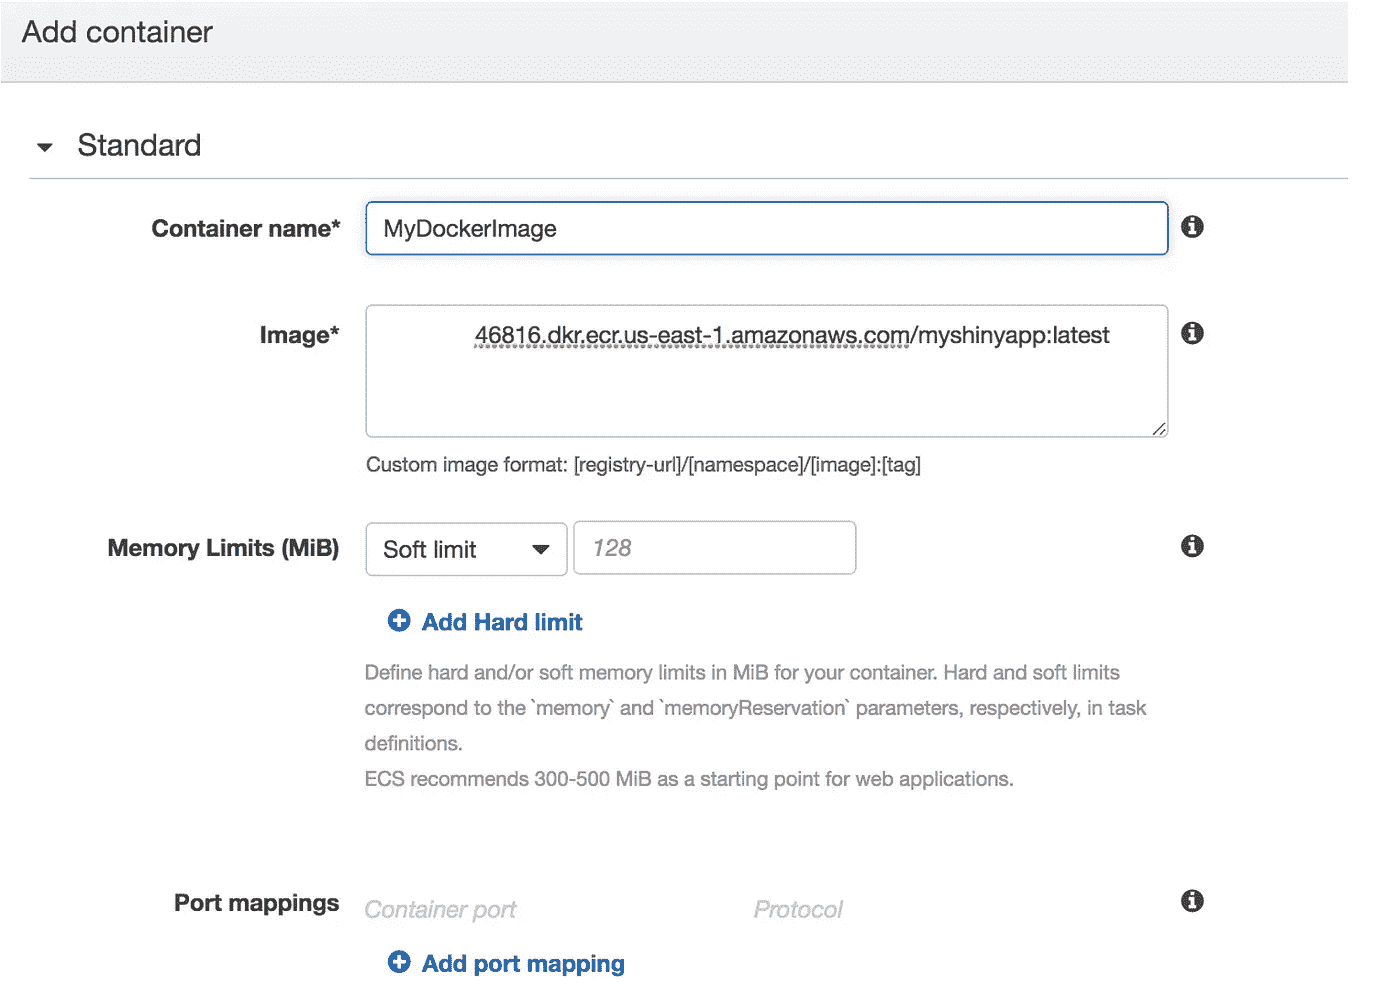 Add container
Standard
Container name*
MyDockerImage
Image*
46816.dkr.ecr.us-east-1.amazonaws.com/myshinyapp:latest
Custom image format: [registry-url]/[namespace]/[image]:[tag]
Memory Limits (MiB)
Soft limit
128
Add Hard limit
Define hard and/or soft memory limits in MiB for your container. Hard and soft limits
correspond to the `memory` and `memoryReservation` parameters, respectively, in task
definitions.
ECS recommends 300-500 MiB as a starting point for web applications.
Port mappings
Container port
Protocol
Add port mapping